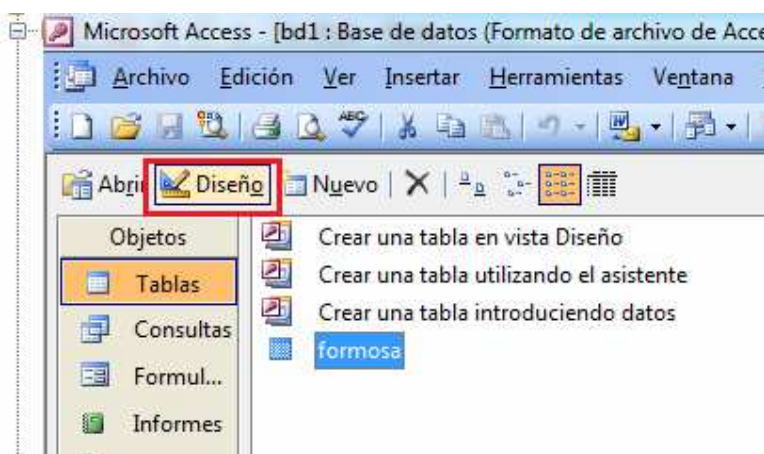 Microsoft Access - [bd1 : Base de datos (Formato de archivo de Acce
Archivo Edición Ver Insertar Herramientas Ventana
Abrir Diseño Nuevo
Objetos
Tablas
Consultas
Formul...
Informes
Crear una tabla en vista Diseño
Crear una tabla utilizando el asistente
Crear una tabla introduciendo datos
formosa